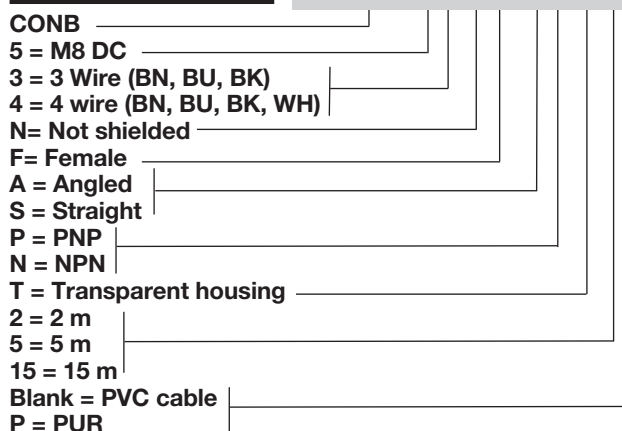 CONB
5 = M8 DC
3 = 3 Wire (BN, BU, BK)
4 = 4 wire (BN, BU, BK, WH)
N= Not shielded
F= Female
A = Angled
S = Straight
P = PNP
N = NPN
T = Transparent housing
2 = 2 m
5 = 5 m
15 = 15 m
Blank = PVC cable
P = PUR